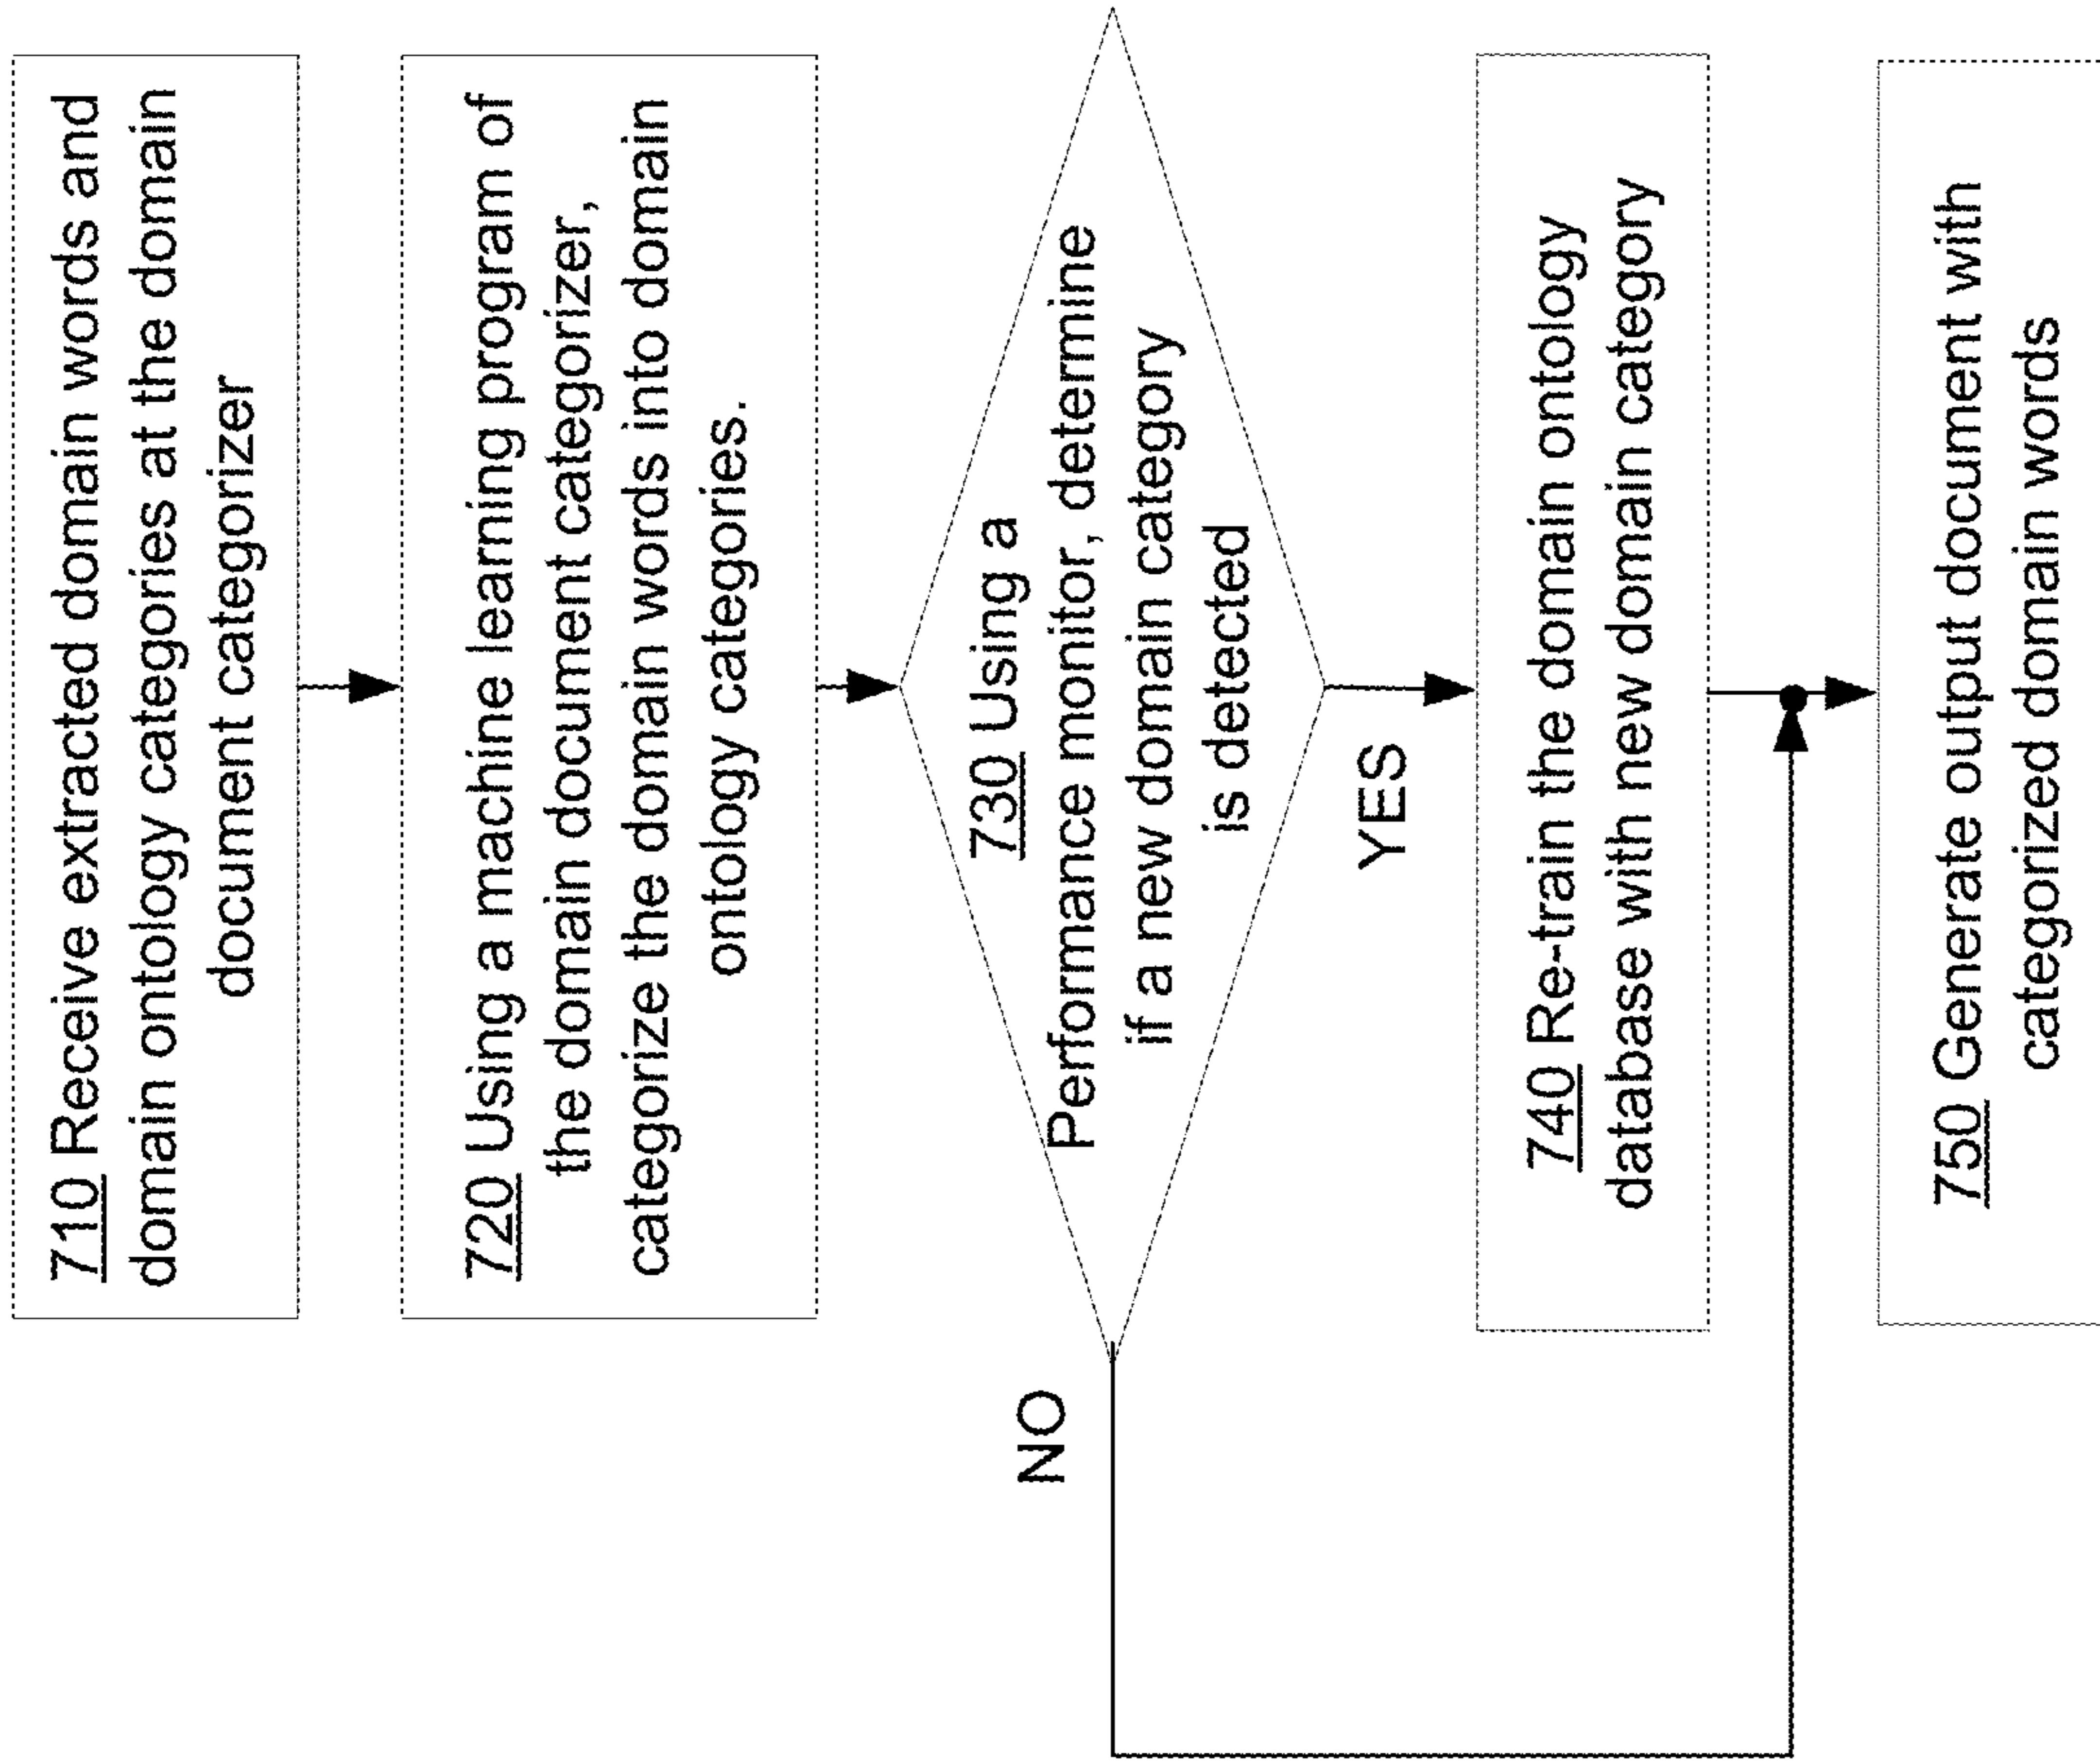 710 Receive extracted domain words and
domain ontology categories at the domain
document categorizer
720 Using a machine learning program of
the domain document categorizer,
categorize the domain words into domain
ontology categories.
730 Using a
Performance monitor, determine
if a new domain category
is detected
NO
YES
740 Re-train the domain ontology
database with new domain category
750 Generate output document with
categorized domain words